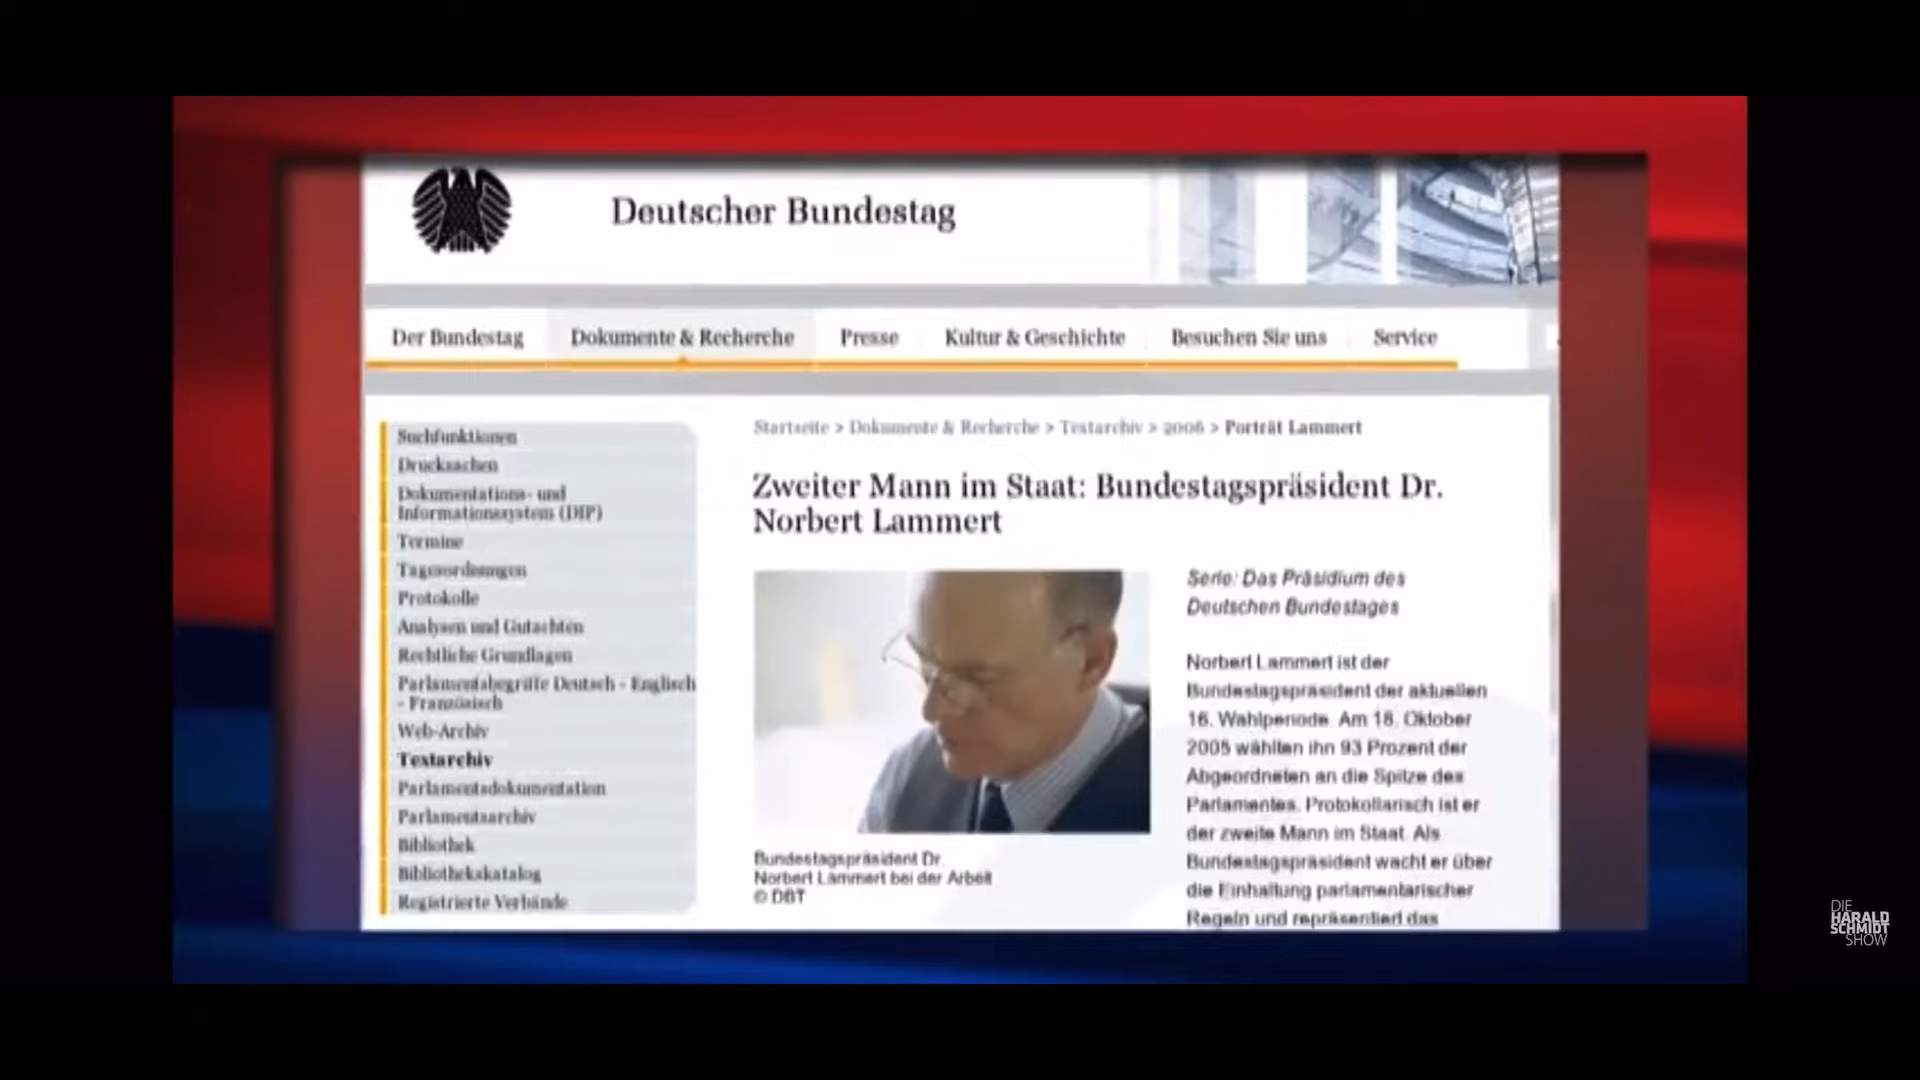 Deutscher Bundestag
Der Bundestag
Dokumente & Recherche
Presse
Kultur & Geschichte
Besuchen Sie uns
Service
Suchfunktionen
Drucksachen
Dokumentations- und
Informationssystem (DIP)
Termine
Tagesordnungen
Protokolle
Analysen und Gutachten
Rechtliche Grundlagen
Parlamentsbegriffe Deutsch - Englisch
- Französisch
Web-Archiv
Textarchiv
Parlamentsdokumentation
Parlamentsarchiv
Bibliothek
Bibliothekskatalog
Registrierte Verbände
Startseite > Dokumente & Recherche > Textarchiv > 2006 > Porträt Lammert
Zweiter Mann im Staat: Bundestagspräsident Dr.
Norbert Lammert
Bundestagspräsident Dr.
Norbert Lammert bei der Arbeit
© DBT
Serie: Das Präsidium des
Deutschen Bundestages
Norbert Lammert ist der
Bundestagspräsident der aktuellen
16. Wahlperiode. Am 18. Oktober
2005 wählten ihn 93 Prozent der
Abgeordneten an die Spitze des
Parlamentes. Protokollarisch ist er
der zweite Mann im Staat. Als
Bundestagspräsident wacht er über
die Einhaltung parlamentarischer
Regeln und repräsentiert das
DIE
HARALD
SCHMIDT
SHOW